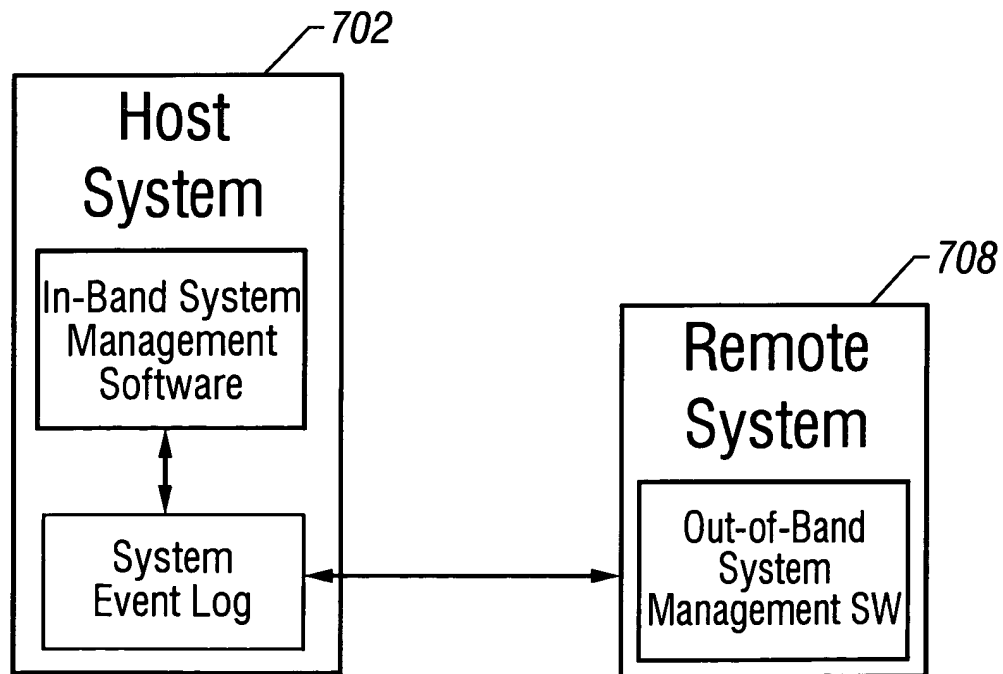 702
Host
System
In-Band System
Management
Software
System
Event Log
708
Remote
System
Out-of-Band
System
Management SW